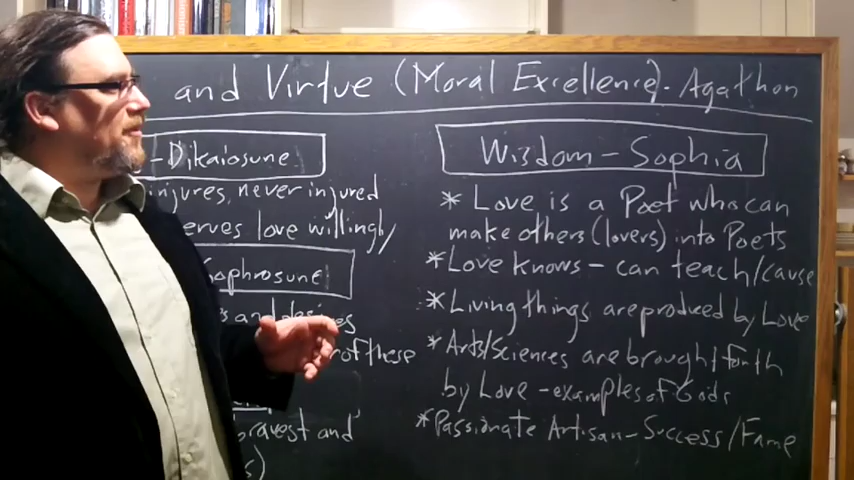 and Virtue (Moral Excellence). Agathon
-Dikaiosune
injures, never injured
erves love willingly
Sophrosune
and desires
of these
bravest and
Wisdom-Sophia
* Love is a Poet who can
make others (lovers) into Poets
* Love knows - can teach/cause
* Living things are produced by Love
* Arts/Sciences are brought forth
by Love - examples of Gods
* Passionate Artisan - Success/Fame